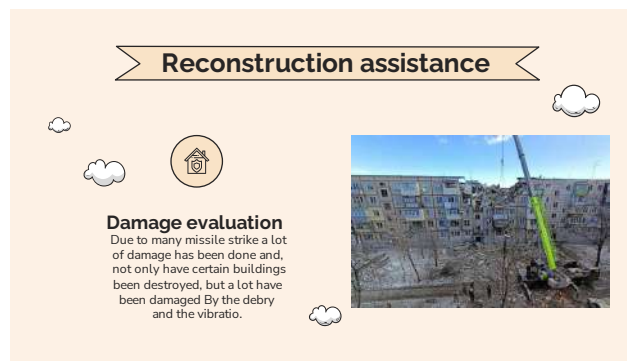 Reconstruction assistance
Damage evaluation
Due to many missile strike a lot
of damage has been done and,
not only have certain buildings
been destroyed, but a lot have
been damaged By the debry
and the vibratio.